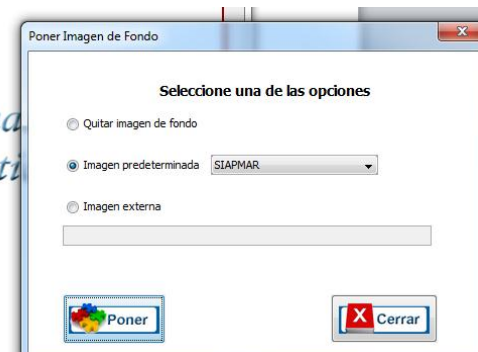 Poner Imagen de Fondo
Seleccione una de las opciones
Quitar imagen de fondo
Imagen predeterminada SIAPMAR
Imagen externa
Poner
Cerrar